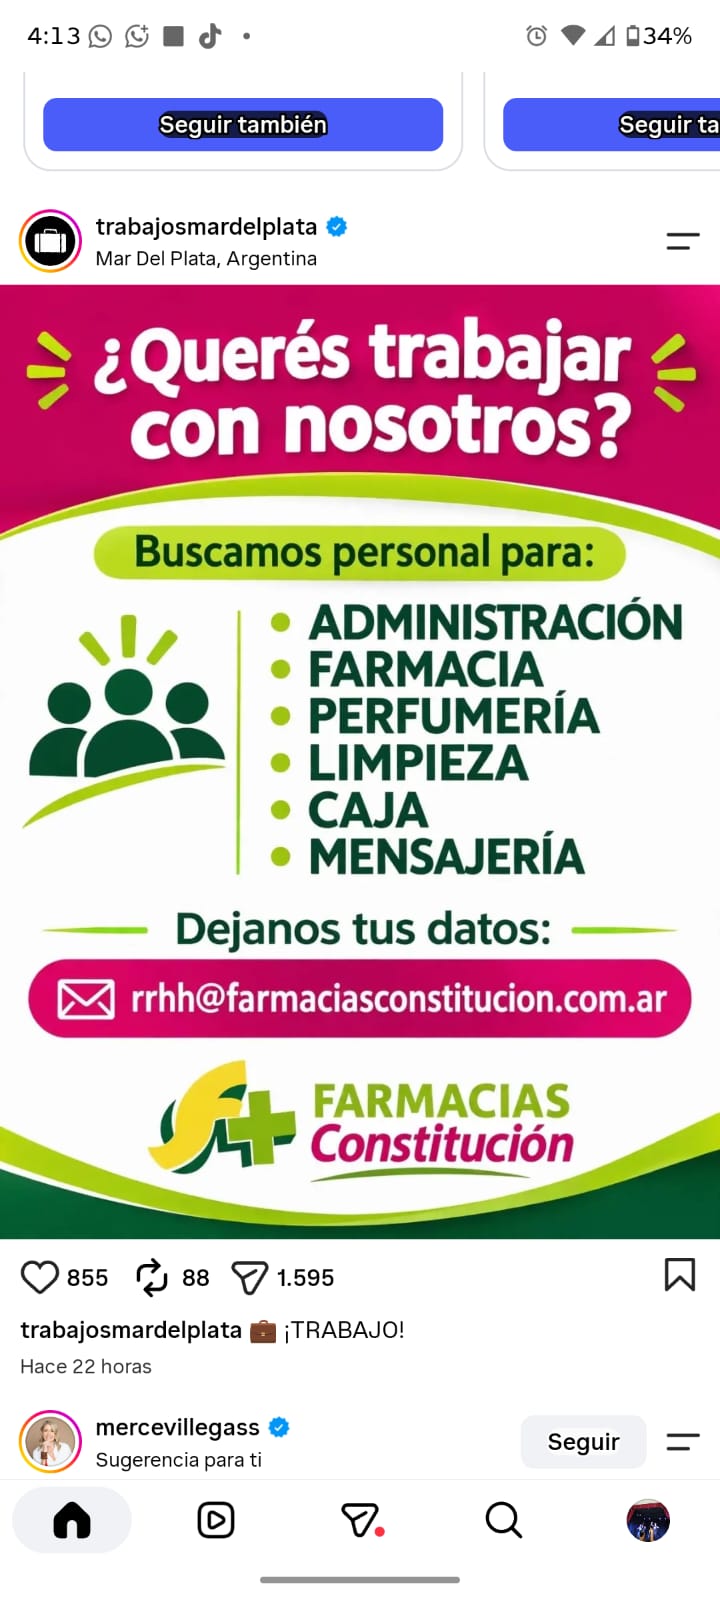 4:13
34%
Seguir también
Seguir ta
trabajosmardelplata
Mar Del Plata, Argentina
¿Querés trabajar
con nosotros?
Buscamos personal para:
• ADMINISTRACIÓN
• FARMACIA
• PERFUMERÍA
• LIMPIEZA
• CAJA
• MENSAJERÍA
Dejanos tus datos:
rrhh@farmaciasconstitucion.com.ar
FARMACIAS
Constitución
855 88 1.595
trabajosmardelplata 💼 ¡TRABAJO!
Hace 22 horas
mercevillegass
Seguir
Sugerencia para ti